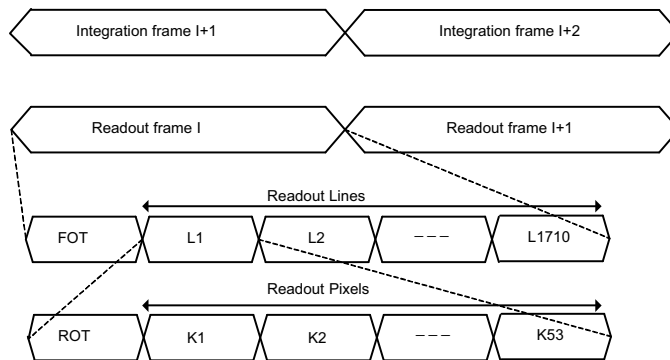 Integration frame I+1 Integration frame I+2
Readout frame I Readout frame I+1
Readout Lines
FOT L1 L2 --- L1710
Readout Pixels
ROT K1 K2 --- K53